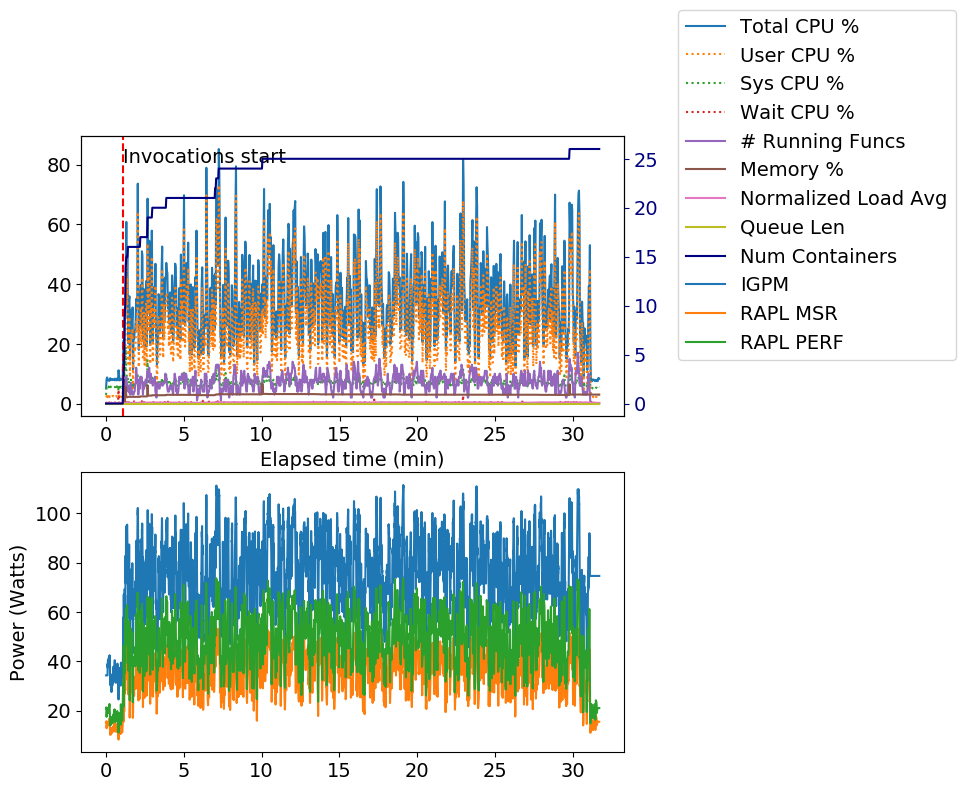 Total CPU %
User CPU %
Sys CPU %
Wait CPU %
# Running Funcs
Memory %
Normalized Load Avg
Queue Len
Num Containers
IGPM
RAPL MSR
RAPL PERF
Invocations start
80
60
40
20
0
25
20
15
10
5
0
0 5 10 15 20 25 30
Elapsed time (min)
Power (Watts)
100
80
60
40
20
0 5 10 15 20 25 30